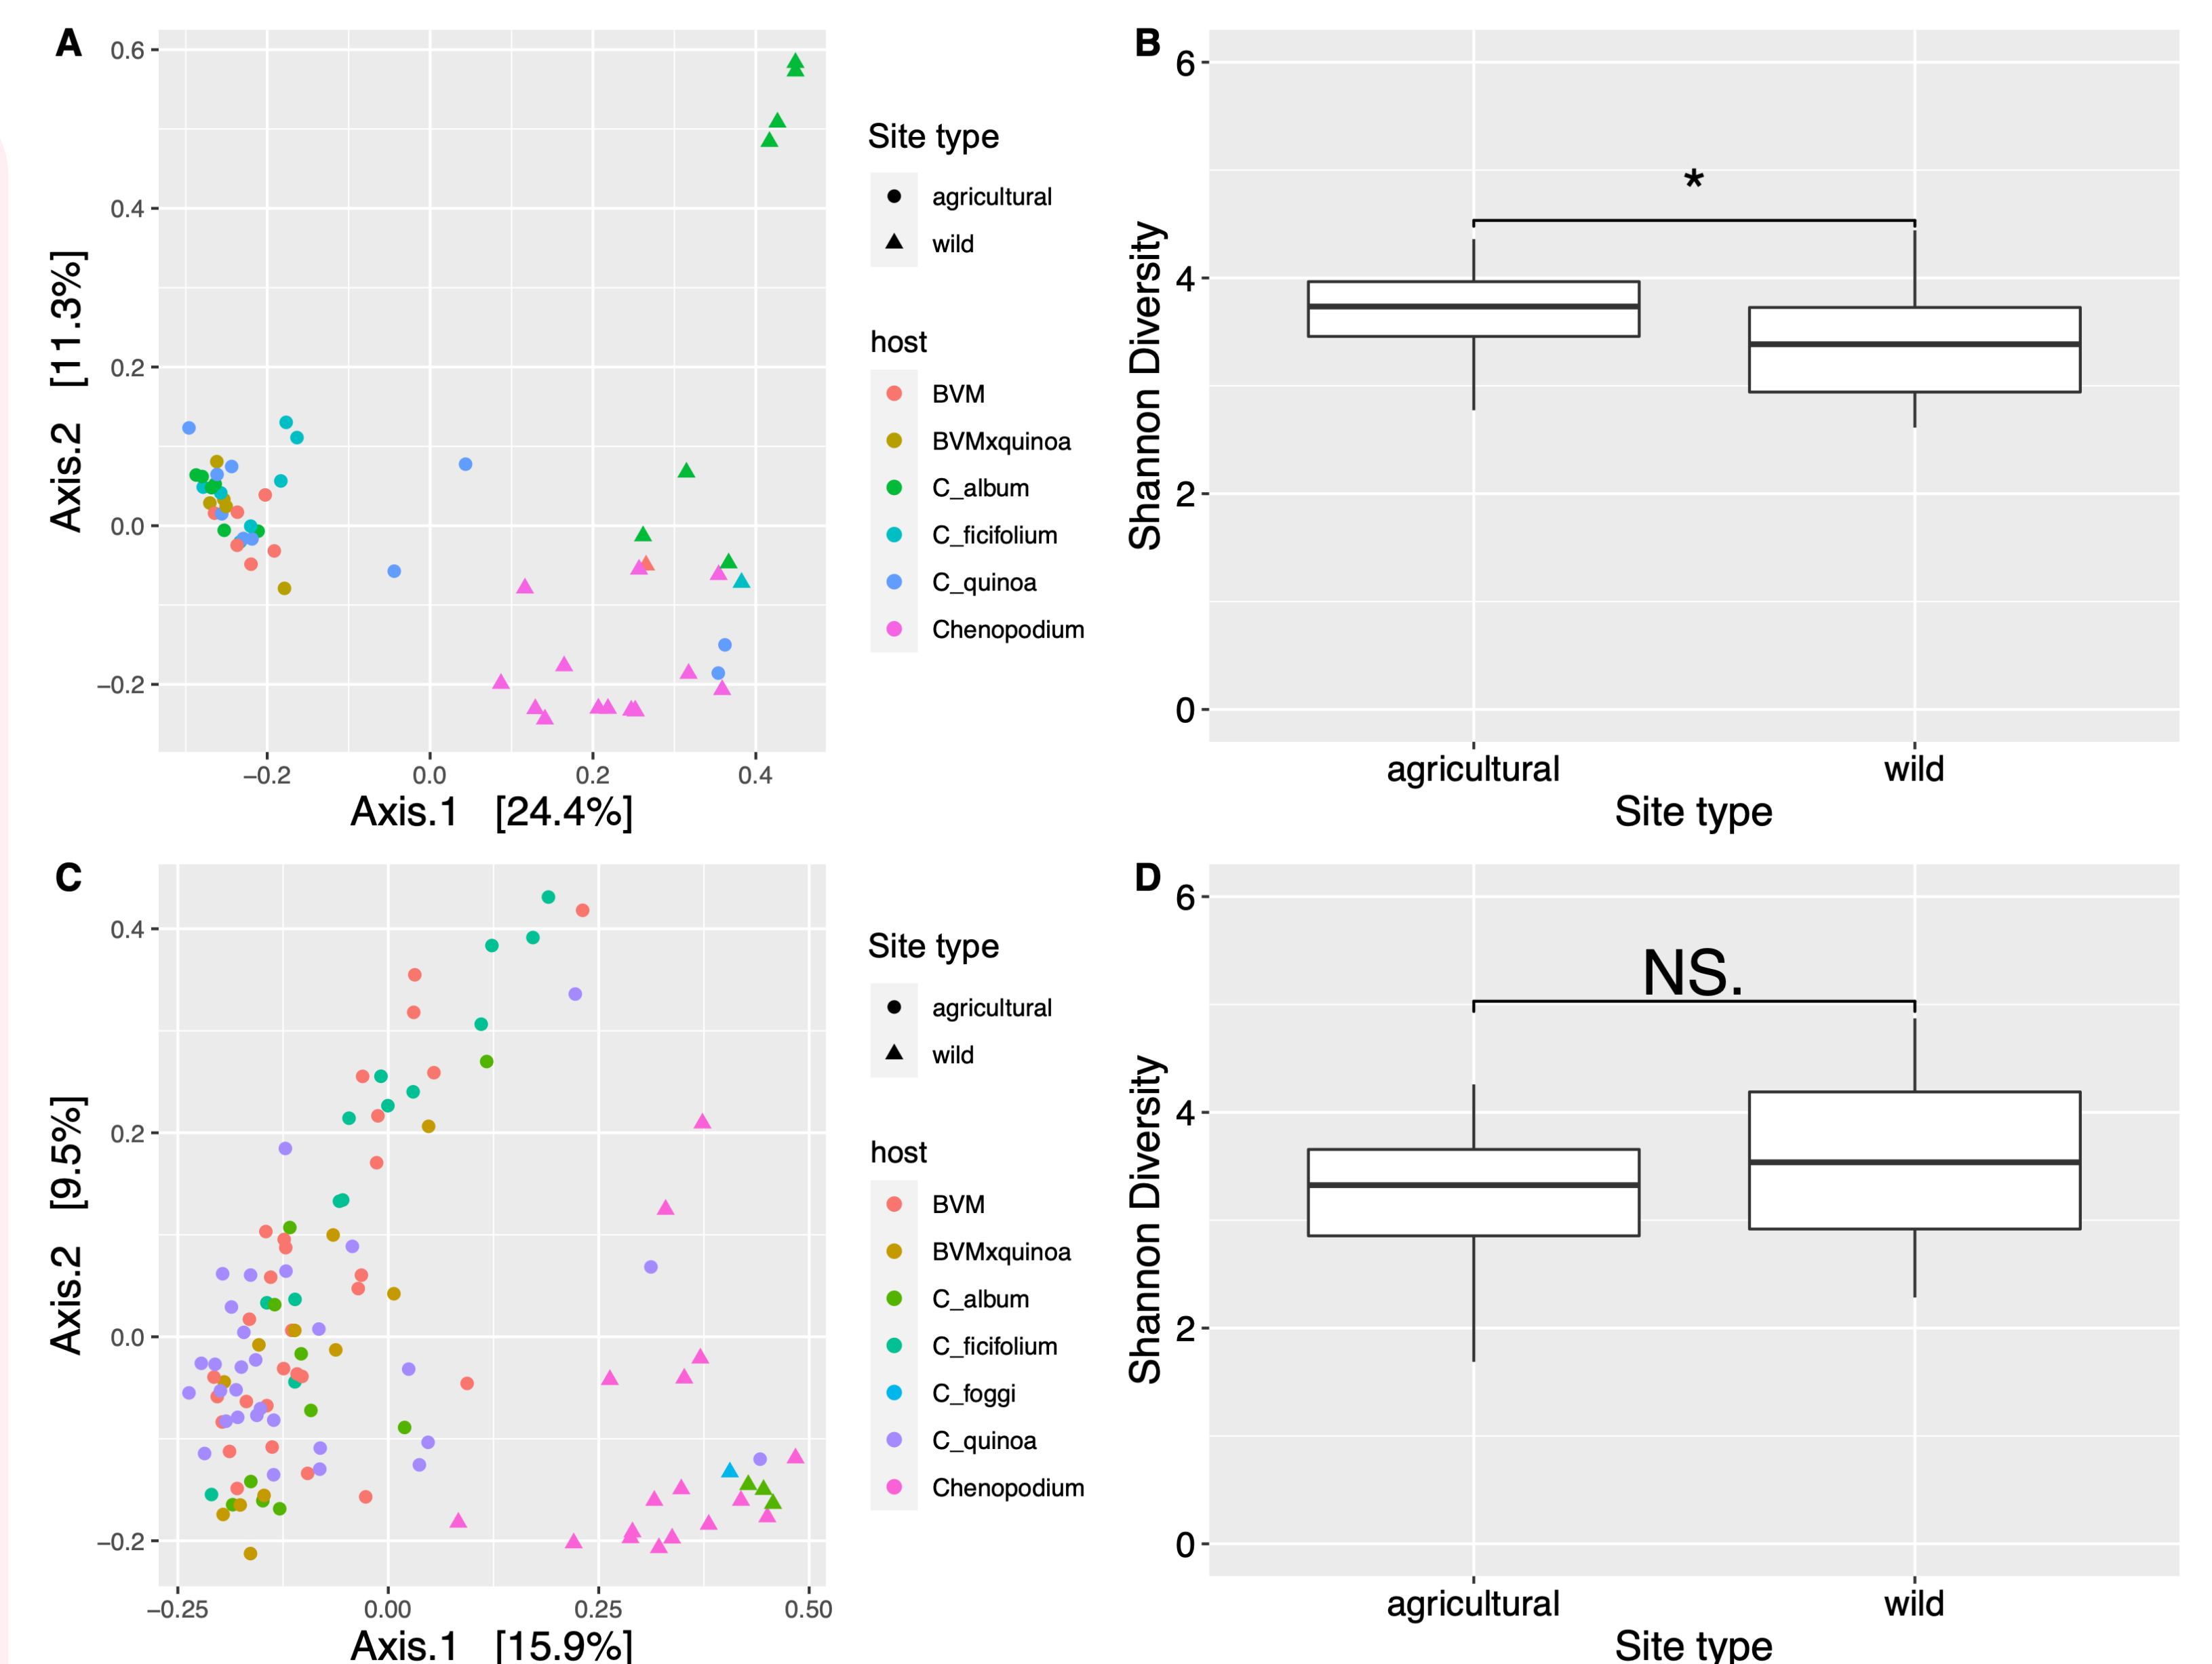 A
0.6
0.4
0.2
0.0
−0.2
Axis.2 [11.3%]
−0.2 0.0 0.2 0.4
Axis.1 [24.4%]
Site type
agricultural
wild
host
BVM
BVMxquinoa
C_album
C_ficifolium
C_quinoa
Chenopodium
B
6
4
2
0
Shannon Diversity
*
agricultural wild
Site type
C
0.4
0.2
0.0
−0.2
Axis.2 [9.5%]
−0.25 0.00 0.25 0.50
Axis.1 [15.9%]
Site type
agricultural
wild
host
BVM
BVMxquinoa
C_album
C_ficifolium
C_foggi
C_quinoa
Chenopodium
D
6
4
2
0
Shannon Diversity
NS.
agricultural wild
Site type